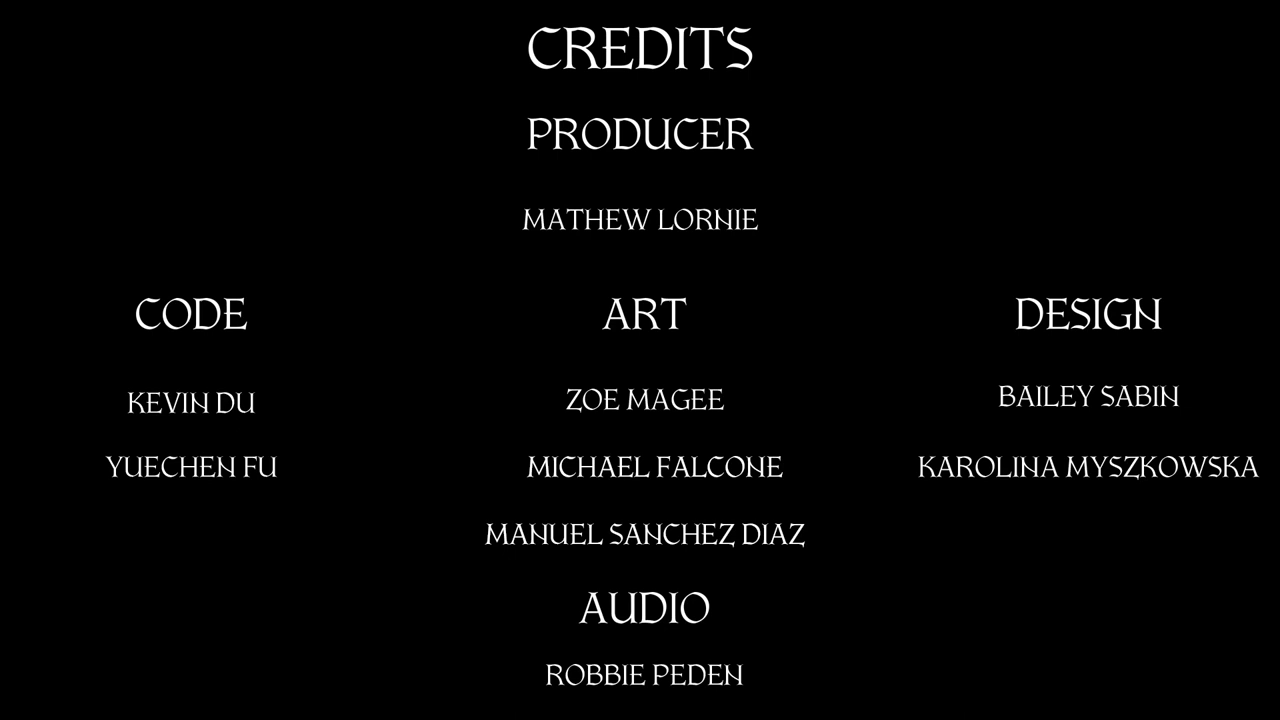 CREDITS
PRODUCER
MATHEW LORNIE
CODE
KEVIN DU
YUECHEN FU
ART
ZOE MAGEE
MICHAEL FALCONE
MANUEL SANCHEZ DIAZ
DESIGN
BAILEY SABIN
KAROLINA MYSZKOWSKA
AUDIO
ROBBIE PEDEN